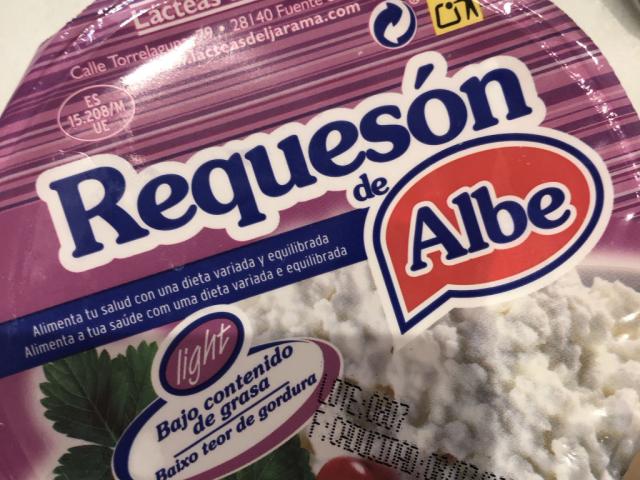 Lácteas
Calle Torrelaguna, 79 • 28140 Fuente
www.lacteasdeljarama.com
ES
15.208/M
UE
Requesón
de
Albe
Alimenta tu salud con una dieta variada y equilibrada
Alimenta a tua saúde com uma dieta variada e equilibrada
light
Bajo contenido
de grasa
Baixo teor de gordura